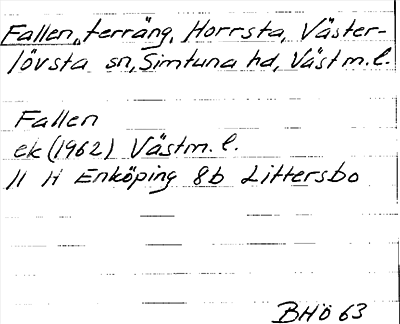 Fallen, terräng, Horrsta, Väster-
lövsta sn, Simtuna hd, Västm.l.
Fallen
ek (1962) Västm. l.
11 H Enköping 8b Littersbo
BHÖ 63